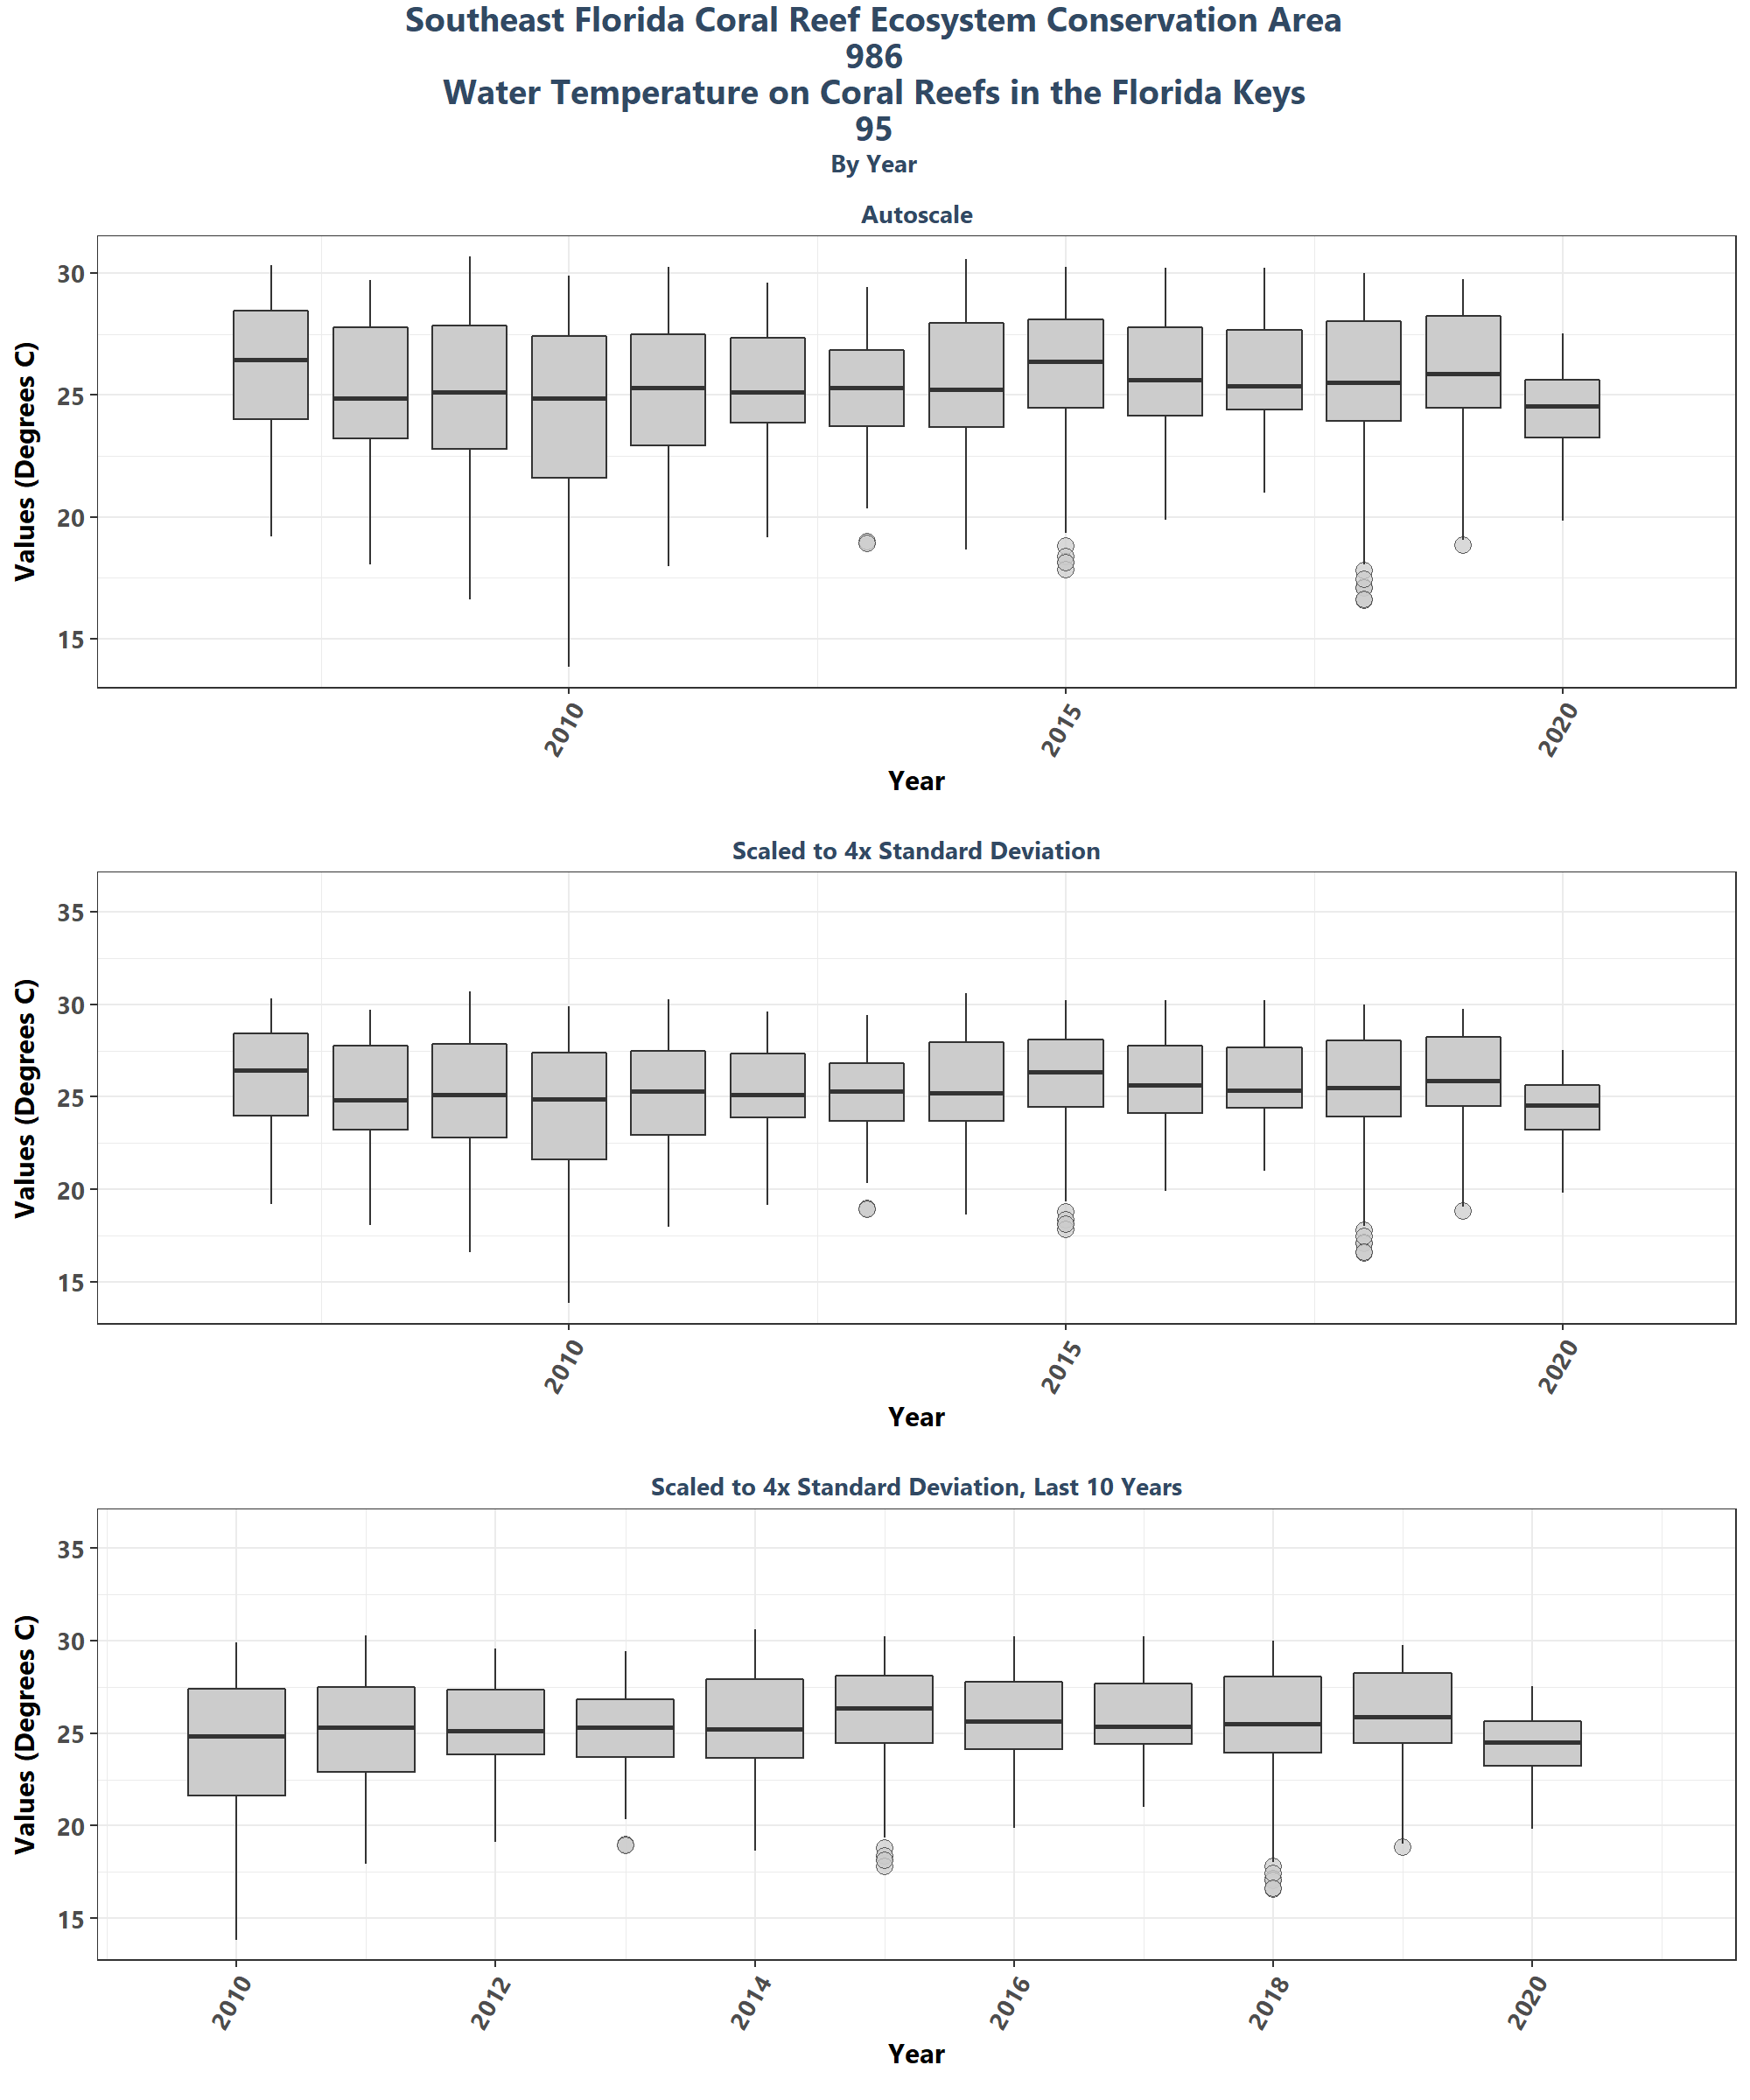 Southeast Florida Coral Reef Ecosystem Conservation Area
986
Water Temperature on Coral Reefs in the Florida Keys
95
By Year
Autoscale
Values (Degrees C)
30
25
20
15
2010
2015
2020
Year
Scaled to 4x Standard Deviation
Values (Degrees C)
35
30
25
20
15
2010
2015
2020
Year
Scaled to 4x Standard Deviation, Last 10 Years
Values (Degrees C)
35
30
25
20
15
2010
2012
2014
2016
2018
2020
Year